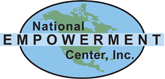 National
EMPOWERMENT
Center, Inc.